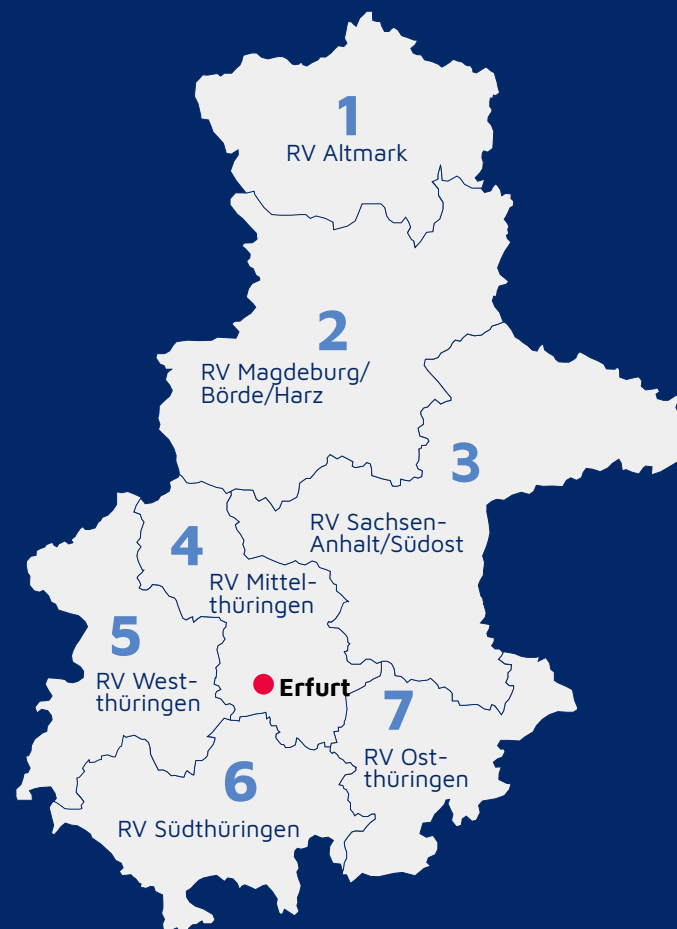 1
RV Altmark
2
RV Magdeburg/
Börde/Harz
3
RV Sachsen-
Anhalt/Südost
4
RV Mittel-
thüringen
5
RV West-
thüringen
Erfurt
7
RV Ost-
thüringen
6
RV Südthüringen